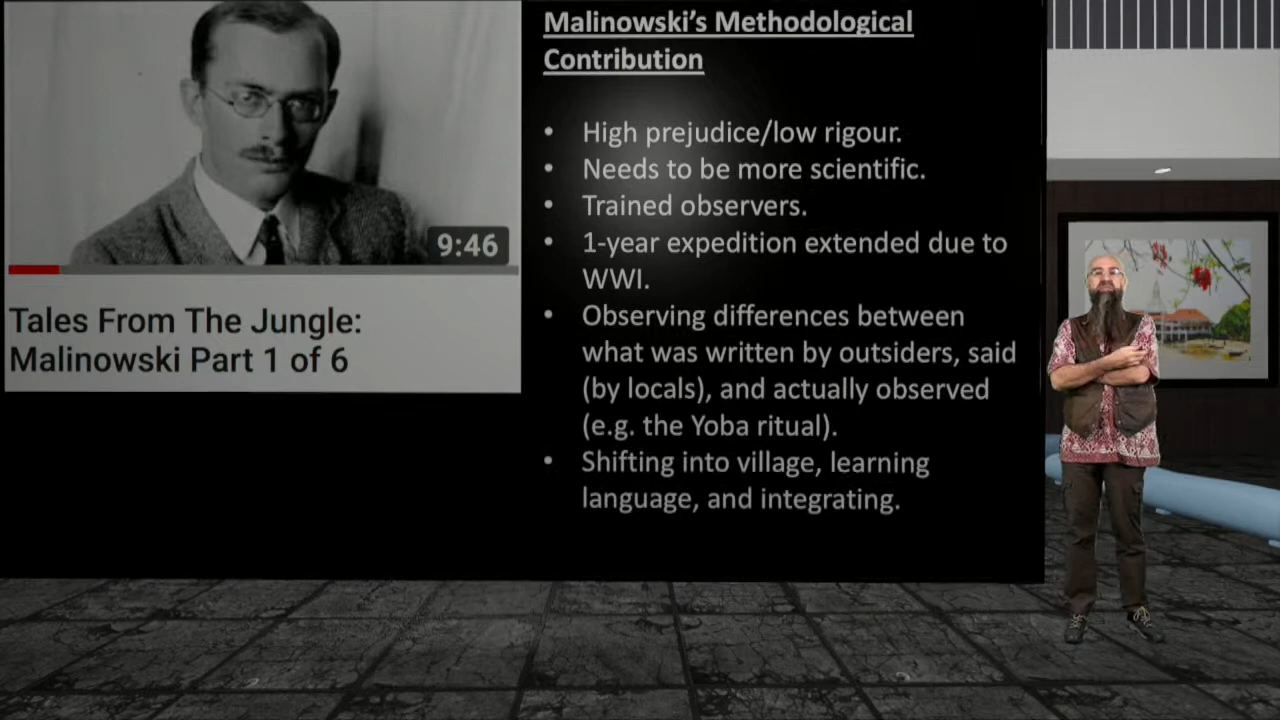 9:46
Tales From The Jungle:
Malinowski Part 1 of 6
Malinowski's Methodological
Contribution
• High prejudice/low rigour.
• Needs to be more scientific.
• Trained observers.
• 1-year expedition extended due to
WWI.
• Observing differences between
what was written by outsiders, said
(by locals), and actually observed
(e.g. the Yoba ritual).
• Shifting into village, learning
language, and integrating.